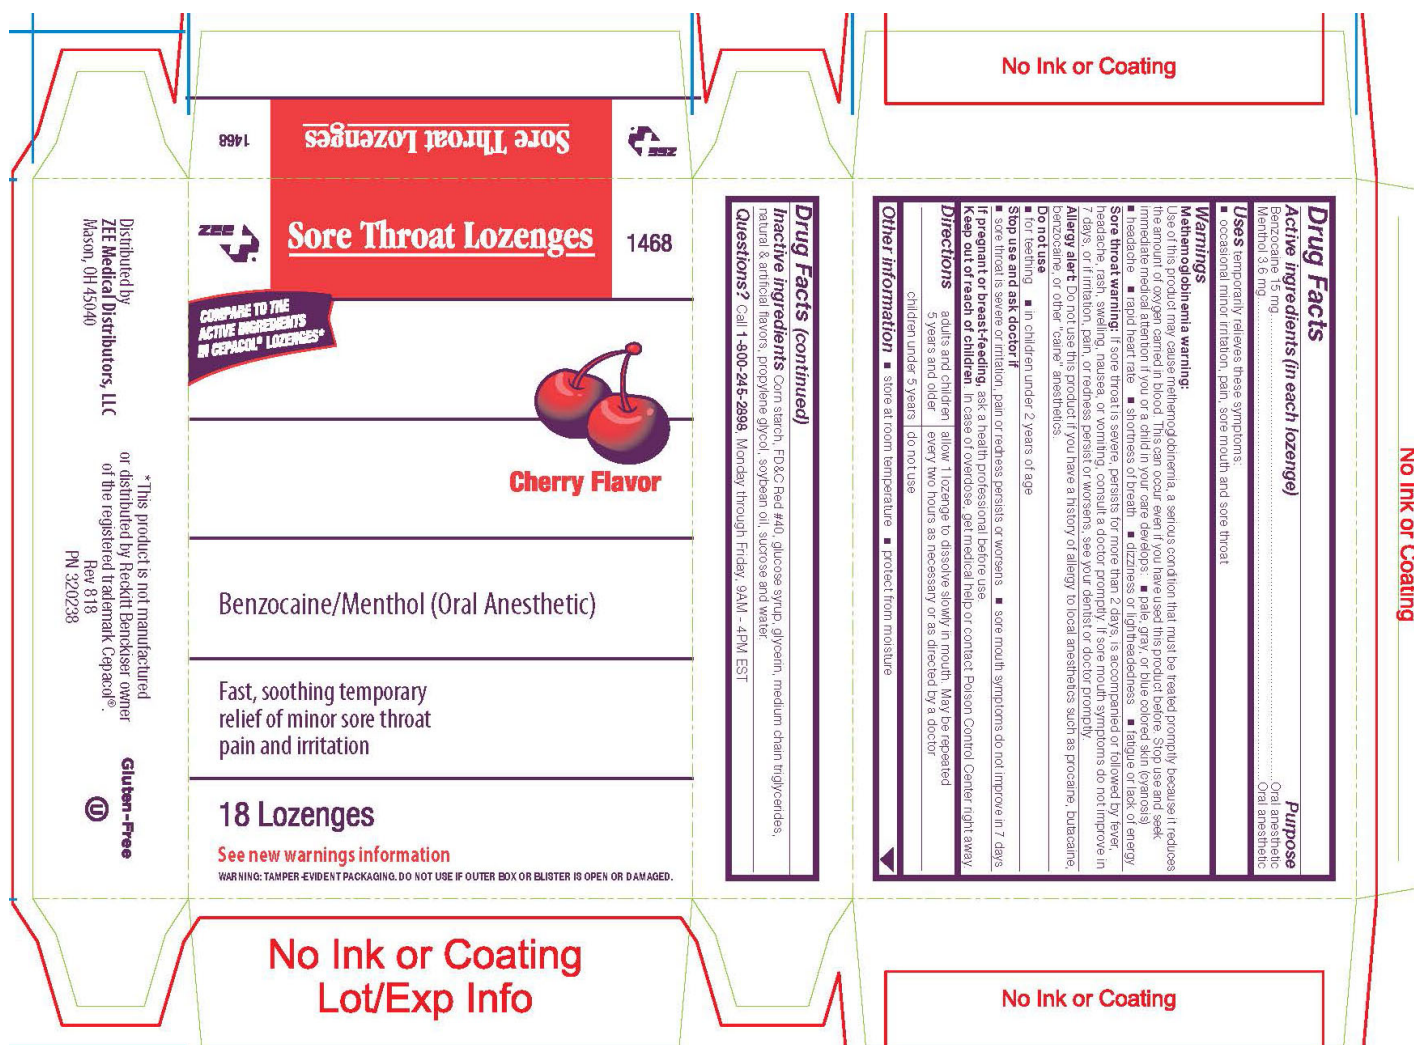 No Ink or Coating
1468
Sore Throat Lozenges
ZEE
ZEE
Sore Throat Lozenges
1468
COMPARE TO THE
ACTIVE INGREDIENTS
IN CEPACOL® LOZENGES*
Cherry Flavor
Benzocaine/Menthol (Oral Anesthetic)
Fast, soothing temporary
relief of minor sore throat
pain and irritation
18 Lozenges
See new warnings information
WARNING: TAMPER-EVIDENT PACKAGING. DO NOT USE IF OUTER BOX OR BLISTER IS OPEN OR DAMAGED.
No Ink or Coating
Lot/Exp Info
Distributed by
ZEE Medical Distributors, LLC
Mason, OH 45040
*This product is not manufactured
or distributed by Reckitt Benckiser owner
of the registered trademark Cepacol®.
Rev 818
PN 320238
Gluten-Free
U
Drug Facts
Active ingredients (in each lozenge) Purpose
Benzocaine 15 mg Oral anesthetic
Menthol 3.6 mg Oral anesthetic
Uses temporarily relieves these symptoms:
▪ occasional minor irritation, pain, sore mouth and sore throat
Warnings
Methemoglobinemia warning:
Use of this product may cause methemoglobinemia, a serious condition that must be treated promptly because it reduces
the amount of oxygen carried in blood. This can occur even if you have used this product before. Stop use and seek
immediate medical attention if you or a child in your care develops: ▪ pale, gray, or blue colored skin (cyanosis)
▪ headache ▪ rapid heart rate ▪ shortness of breath ▪ dizziness or lightheadedness ▪ fatigue or lack of energy
Sore throat warning: If sore throat is severe, persists for more than 2 days, is accompanied or followed by fever,
headache, rash, swelling, nausea, or vomiting, consult a doctor promptly. If sore mouth symptoms do not improve in
7 days, or if irritation, pain, or redness persist or worsens, see your dentist or doctor promptly.
Allergy alert: Do not use this product if you have a history of allergy to local anesthetics such as procaine, butacaine,
benzocaine, or other "caine" anesthetics.
Do not use
▪ for teething ▪ in children under 2 years of age
Stop use and ask doctor if
▪ sore throat is severe or irritation, pain or redness persists or worsens ▪ sore mouth symptoms do not improve in 7 days
If pregnant or breast-feeding, ask a health professional before use
Keep out of reach of children. In case of overdose, get medical help or contact Poison Control Center right away.
Directions
adults and children 5 years and older
allow 1 lozenge to dissolve slowly in mouth. May be repeated
every two hours as necessary or as directed by a doctor
children under 5 years do not use
Other information ▪ store at room temperature ▪ protect from moisture
Drug Facts (continued)
Inactive ingredients Corn starch, FD&C Red #40, glucose syrup, glycerin, medium chain triglycerides,
natural & artificial flavors, propylene glycol, soybean oil, sucrose and water.
Questions? Call 1-800-245-2898, Monday through Friday, 9AM - 4PM EST
No Ink or Coating
No Ink or Coating